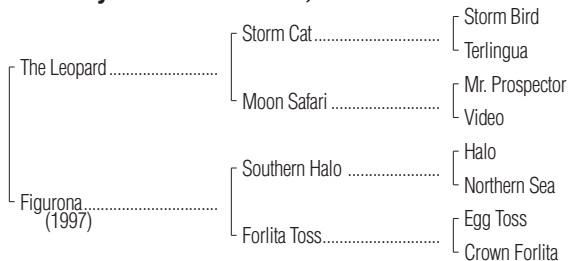 Storm Bird
Storm Cat
Terlingua
The Leopard
Mr. Prospector
Moon Safari
Video
Halo
Southern Halo
Northern Sea
Figurona
(1997)
Egg Toss
Forlita Toss
Crown Forlita